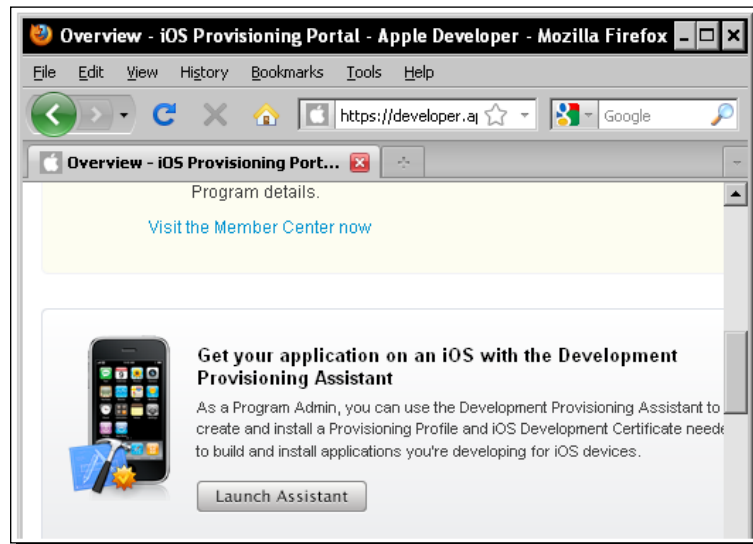 Overview - iOS Provisioning Portal - Apple Developer - Mozilla Firefox
File Edit View History Bookmarks Tools Help
https://developer.a Google
Overview - iOS Provisioning Port...
Program details.
Visit the Member Center now
Get your application on an iOS with the Development
Provisioning Assistant
As a Program Admin, you can use the Development Provisioning Assistant to
create and install a Provisioning Profile and iOS Development Certificate neede
to build and install applications you're developing for iOS devices.
Launch Assistant